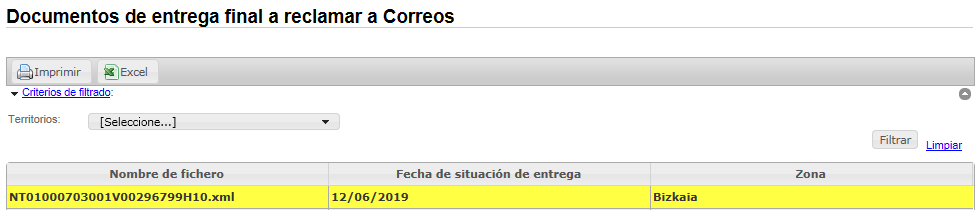 Documentos de entrega final a reclamar a Correos
Imprimir Excel
Criterios de filtrado:
Territorios: [Seleccione...]
Filtrar Limpiar
Nombre de fichero Fecha de situación de entrega Zona
NT01000703001V00296799H10.xml 12/06/2019 Bizkaia